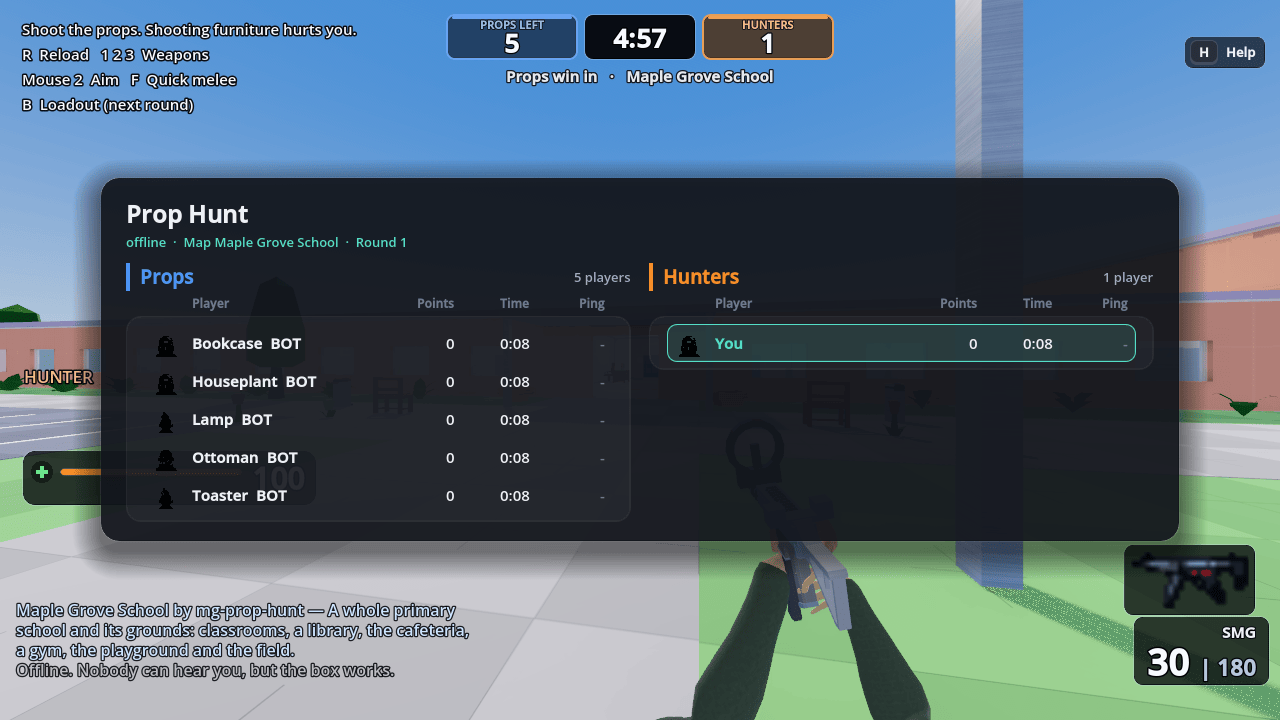 Shoot the props. Shooting furniture hurts you.
R Reload 1 2 3 Weapons
Mouse 2 Aim F Quick melee
B Loadout (next round)
PROPS LEFT
5
4:57
HUNTERS
1
Props win in · Maple Grove School
H Help
Prop Hunt
offline · Map Maple Grove School · Round 1
Props 5 players
Player Points Time Ping
Bookcase BOT 0 0:08 -
Houseplant BOT 0 0:08 -
Lamp BOT 0 0:08 -
Ottoman BOT 0 0:08 -
Toaster BOT 0 0:08 -
Hunters 1 player
Player Points Time Ping
You 0 0:08 -
HUNTER
100
Maple Grove School by mg-prop-hunt — A whole primary
school and its grounds: classrooms, a library, the cafeteria,
a gym, the playground and the field.
Offline. Nobody can hear you, but the box works.
SMG
30 | 180